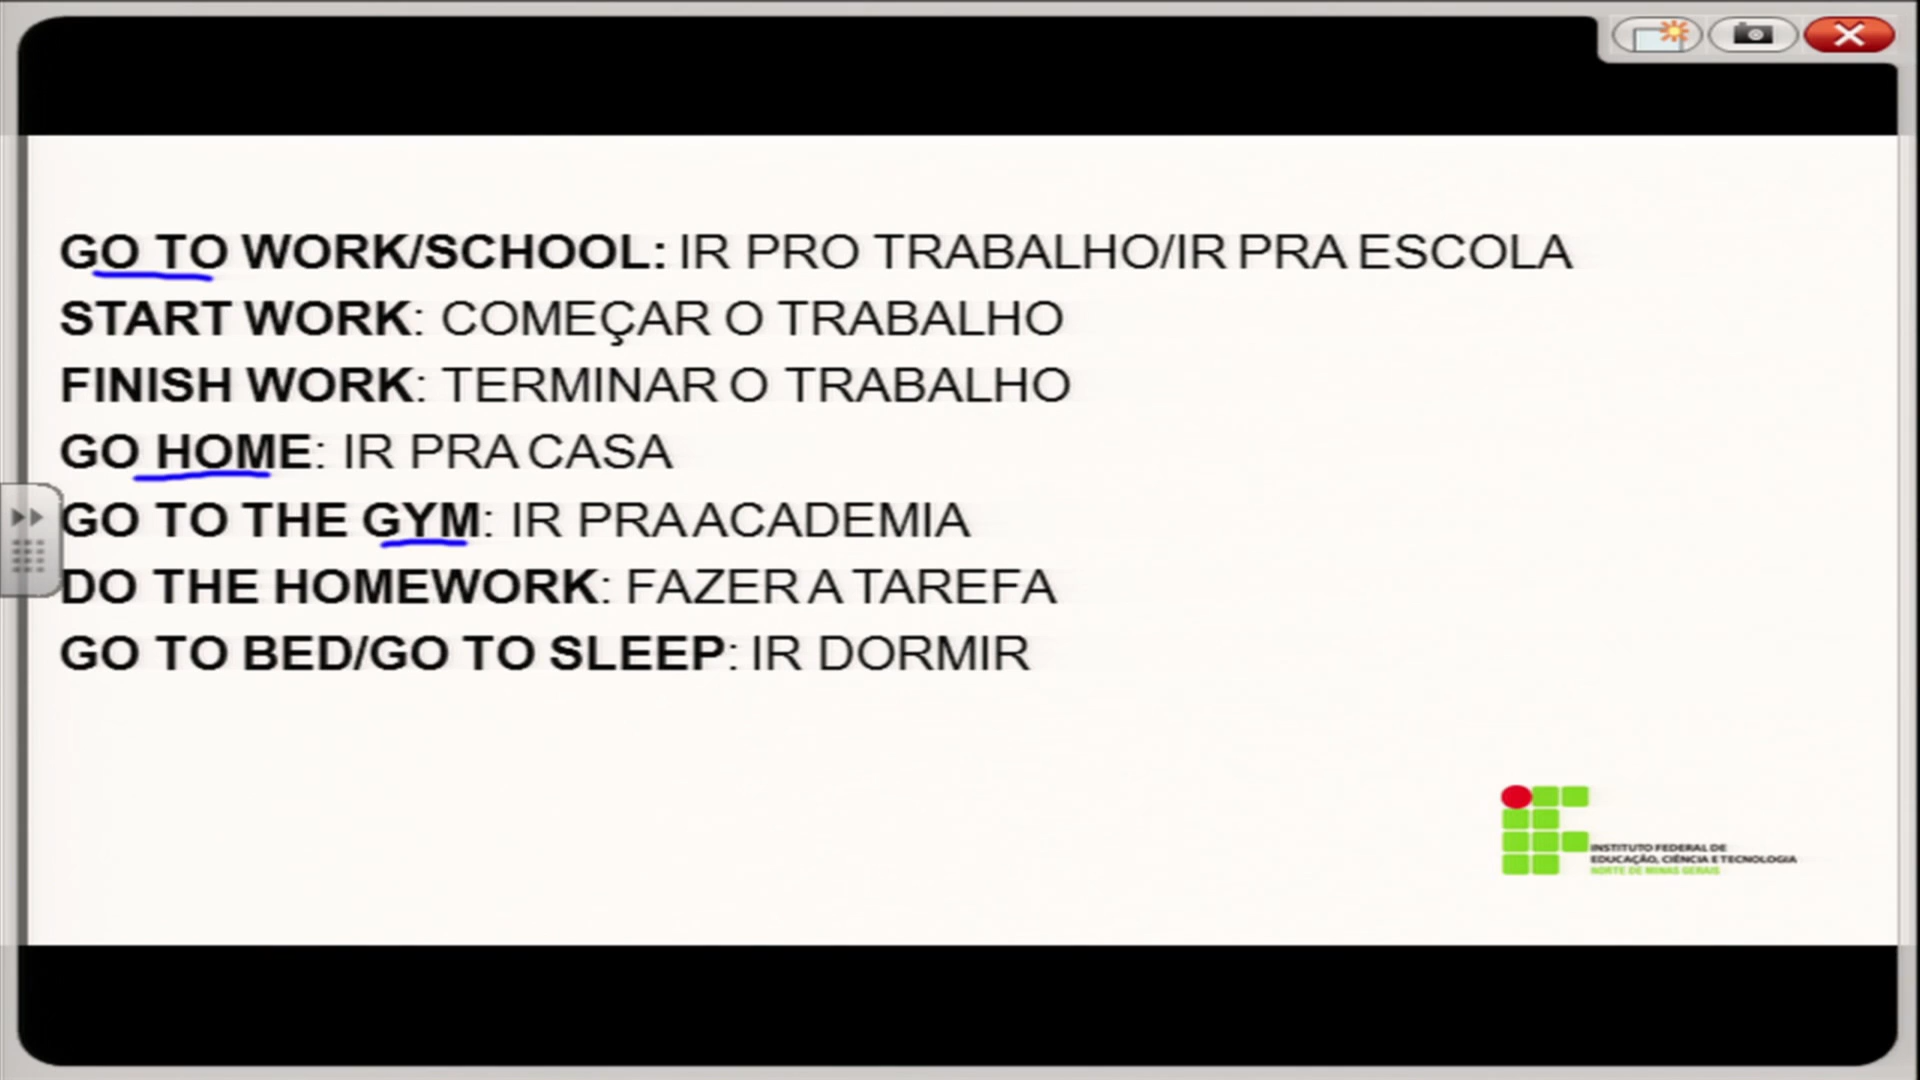 GO TO WORK/SCHOOL: IR PRO TRABALHO/IR PRA ESCOLA
START WORK: COMEÇAR O TRABALHO
FINISH WORK: TERMINAR O TRABALHO
GO HOME: IR PRA CASA
GO TO THE GYM: IR PRA ACADEMIA
DO THE HOMEWORK: FAZER A TAREFA
GO TO BED/GO TO SLEEP: IR DORMIR
INSTITUTO FEDERAL DE
EDUCAÇÃO, CIÊNCIA E TECNOLOGIA
NORTE DE MINAS GERAIS